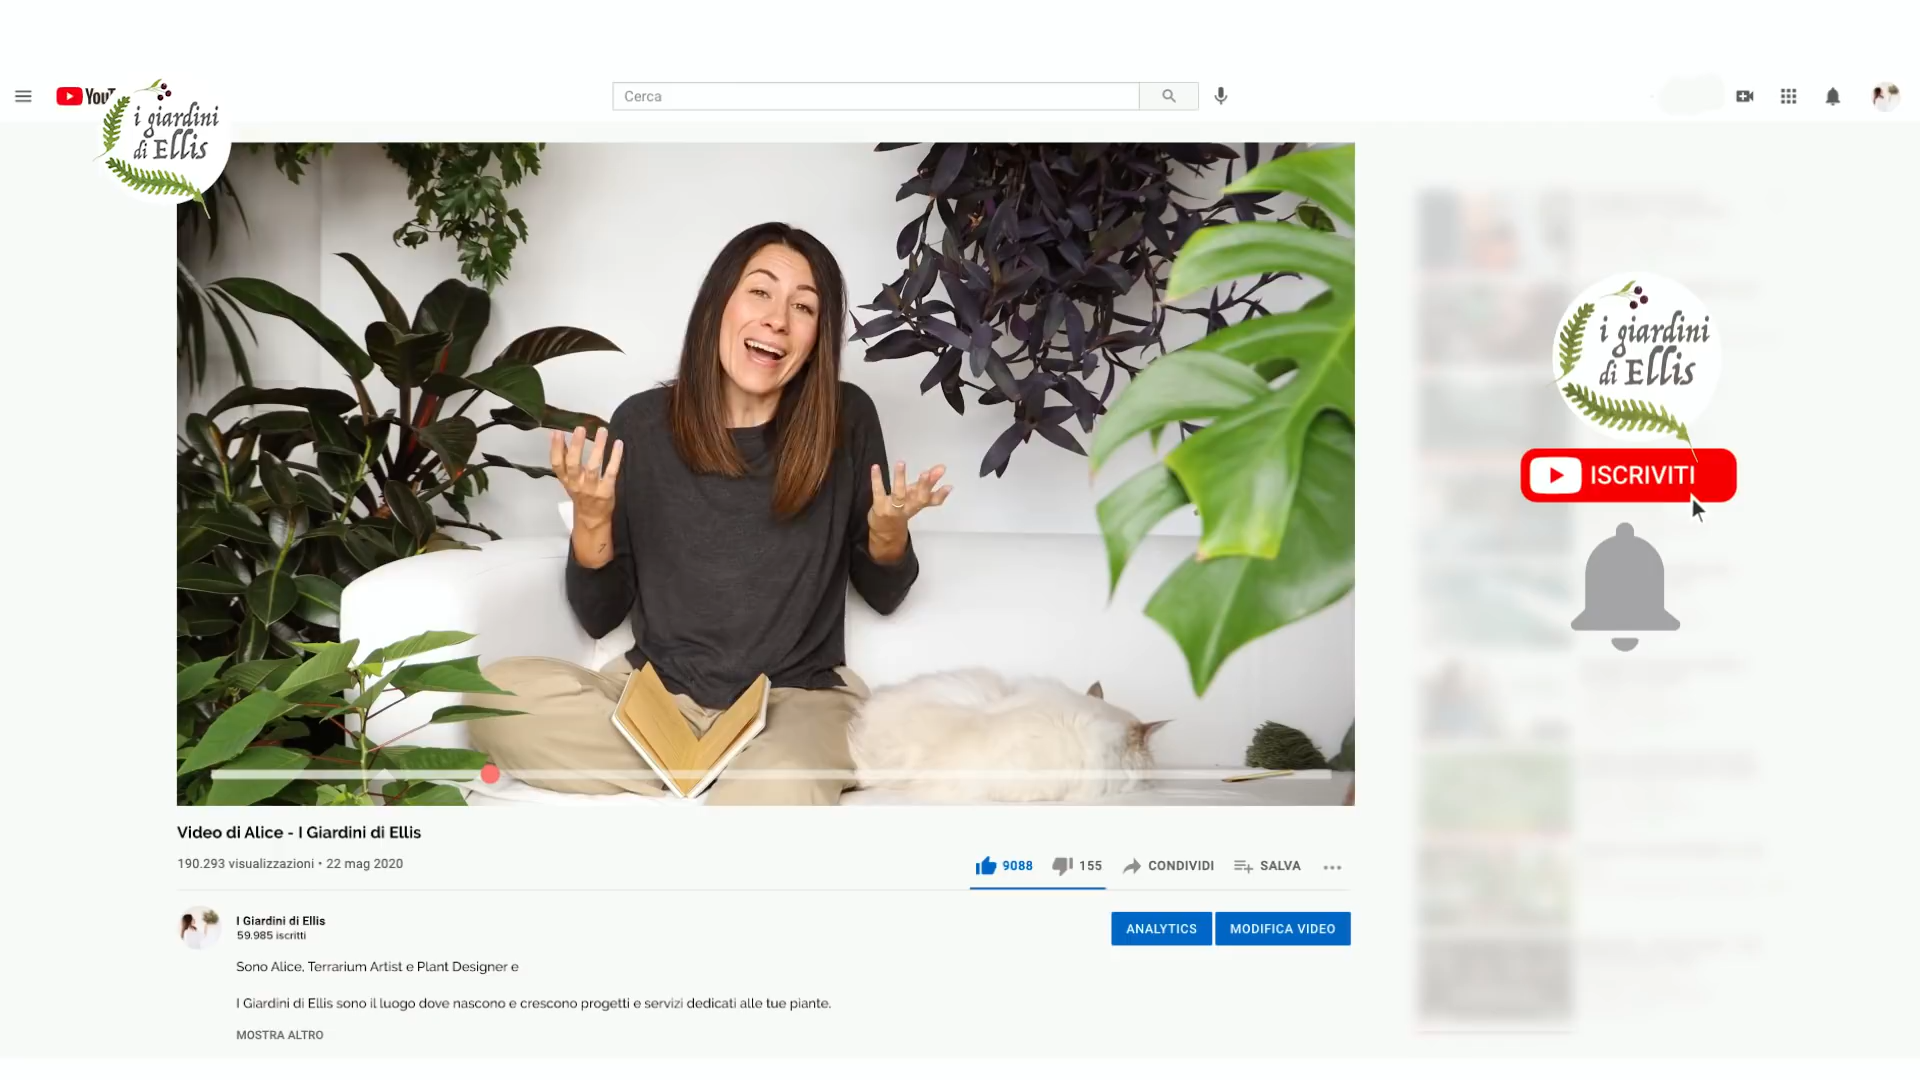 YouT
i giardini
di Ellis
Cerca
i giardini
di Ellis
ISCRIVITI
Video di Alice - I Giardini di Ellis
190.293 visualizzazioni • 22 mag 2020
9088 155 CONDIVIDI SALVA
I Giardini di Ellis
59.985 iscritti
ANALYTICS MODIFICA VIDEO
Sono Alice, Terrarium Artist e Plant Designer e
I Giardini di Ellis sono il luogo dove nascono e crescono progetti e servizi dedicati alle tue piante.
MOSTRA ALTRO